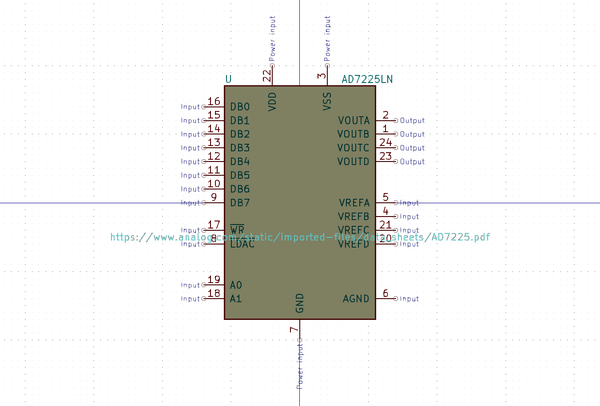 Power input
Power input
22
3
U
AD7225LN
VDD
VSS
Input 16 DB0
Input 15 DB1
VOUTA 2 Output
Input 14 DB2
VOUTB 1 Output
Input 13 DB3
VOUTC 24 Output
Input 12 DB4
VOUTD 23 Output
Input 11 DB5
Input 10 DB6
Input 9 DB7
VREFA 5 Input
VREFB 4 Input
Input 17 WR
VREFC 21 Input
https://www.analog.com/static/imported-files/data_sheets/AD7225.pdf
Input 8 LDAC
VREFD 20 Input
Input 19 A0
Input 18 A1
AGND 6 Input
GND
7
Power input